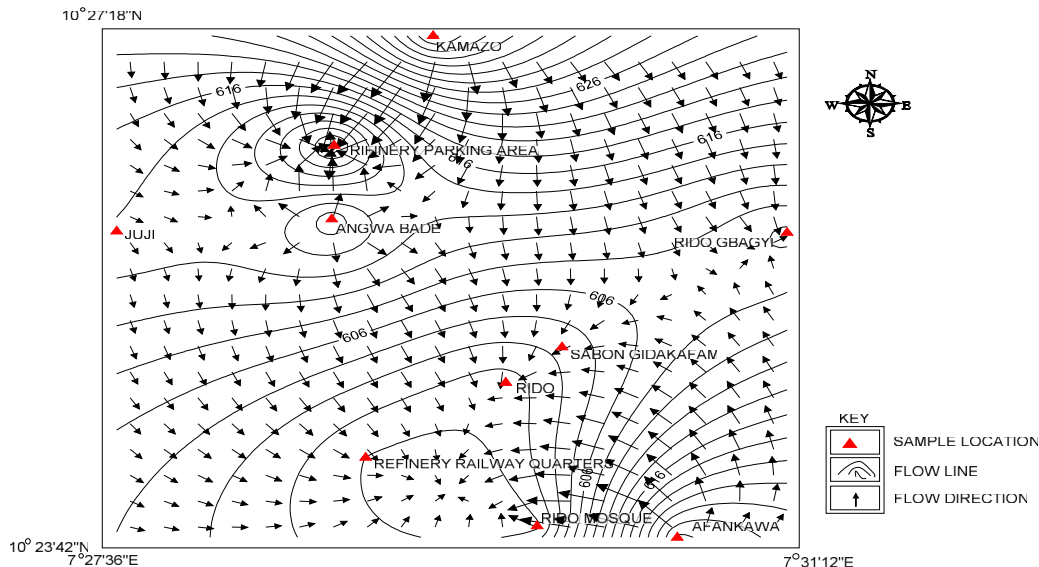 10°27'18"N
KAMAZO
N
W E
S
616
626
616
RIFINERY PARKING AREA
616
ANGWA BADE
JUJI
RIDO GBAGYI
606
606
SABON GIDAKAFAM
RIDO
KEY
SAMPLE LOCATION
REFINERY RAILWAY QUARTERS
FLOW LINE
606
616
FLOW DIRECTION
RIDO MOSQUE
AFANKAWA
10°23'42"N
7°27'36"E
7°31'12"E